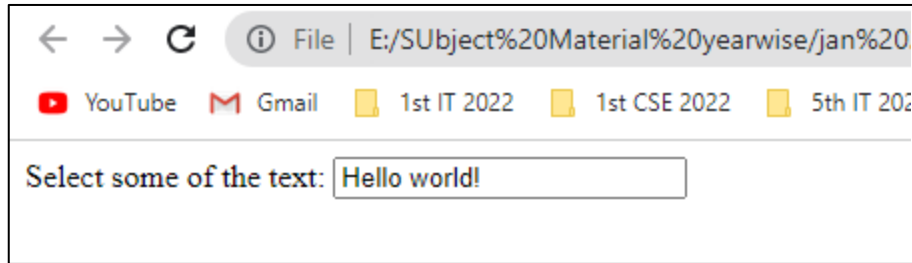 File | E:/SUbject%20Material%20yearwise/jan%20
YouTube Gmail 1st IT 2022 1st CSE 2022 5th IT 202
Select some of the text: Hello world!